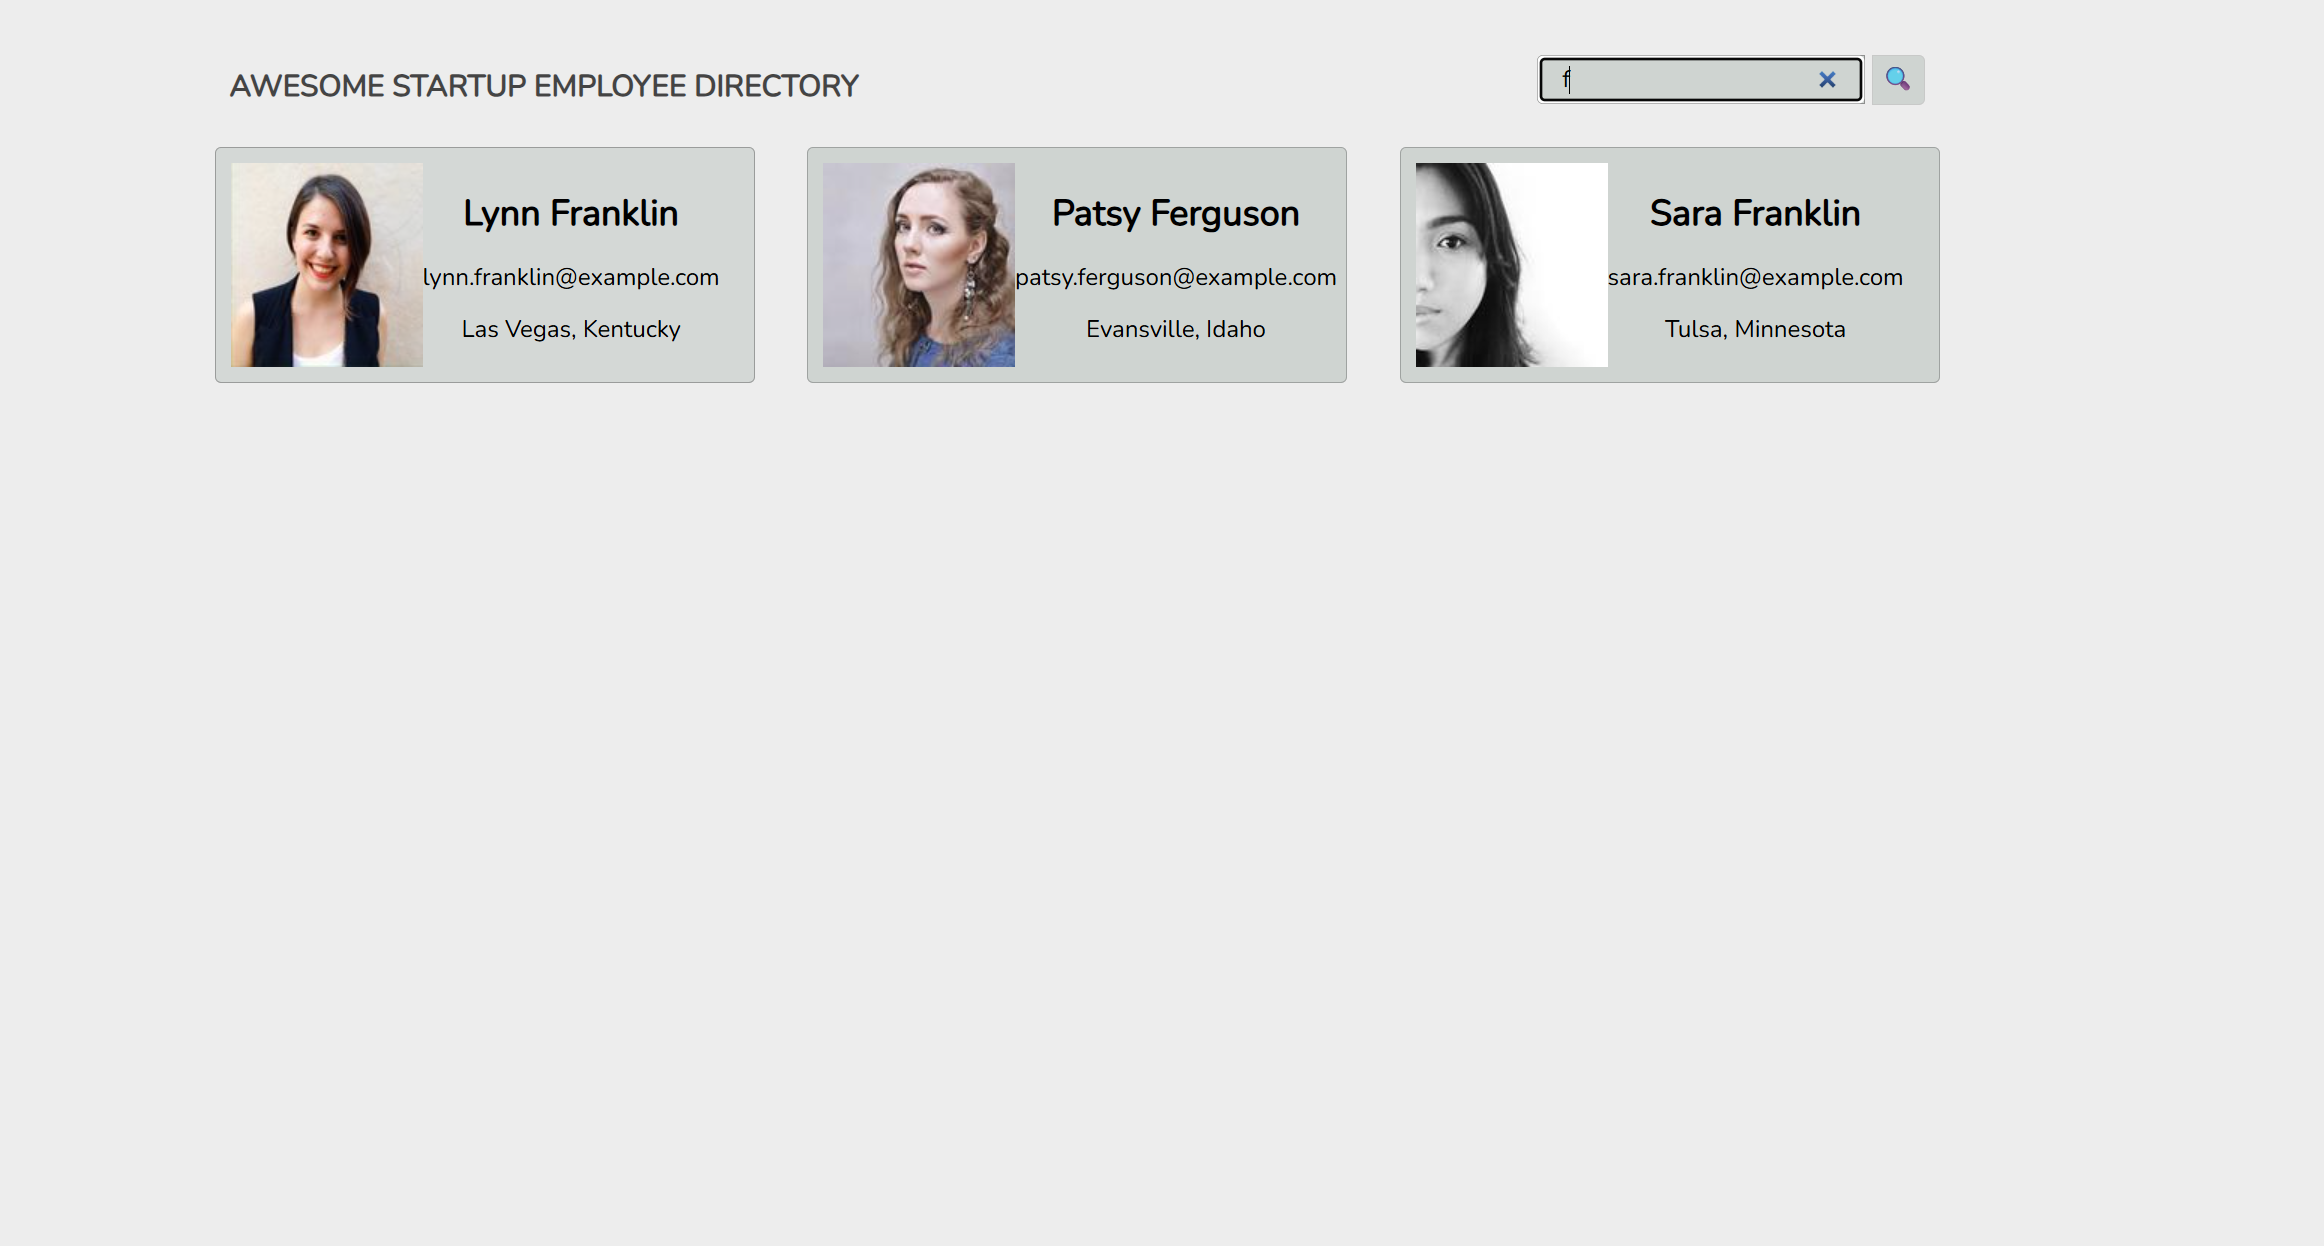 AWESOME STARTUP EMPLOYEE DIRECTORY
f
Lynn Franklin
lynn.franklin@example.com
Las Vegas, Kentucky
Patsy Ferguson
patsy.ferguson@example.com
Evansville, Idaho
Sara Franklin
sara.franklin@example.com
Tulsa, Minnesota